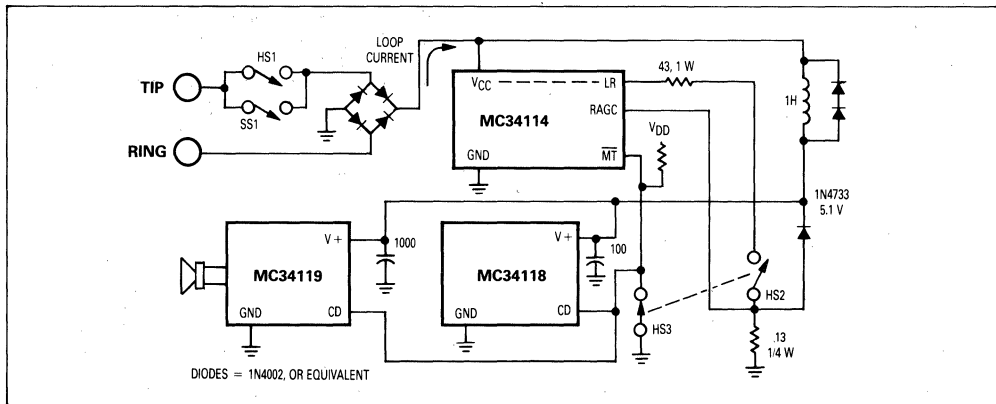 LOOP
CURRENT
HS1
TIP
SS1
RING
43, 1 W
VCC
LR
RAGC
MC34114
GND
MT
VDD
1H
1N4733
5.1 V
V +
1000
MC34119
GND
CD
V +
100
MC34118
GND
CD
HS2
HS3
.13
1/4 W
DIODES = 1N4002, OR EQUIVALENT